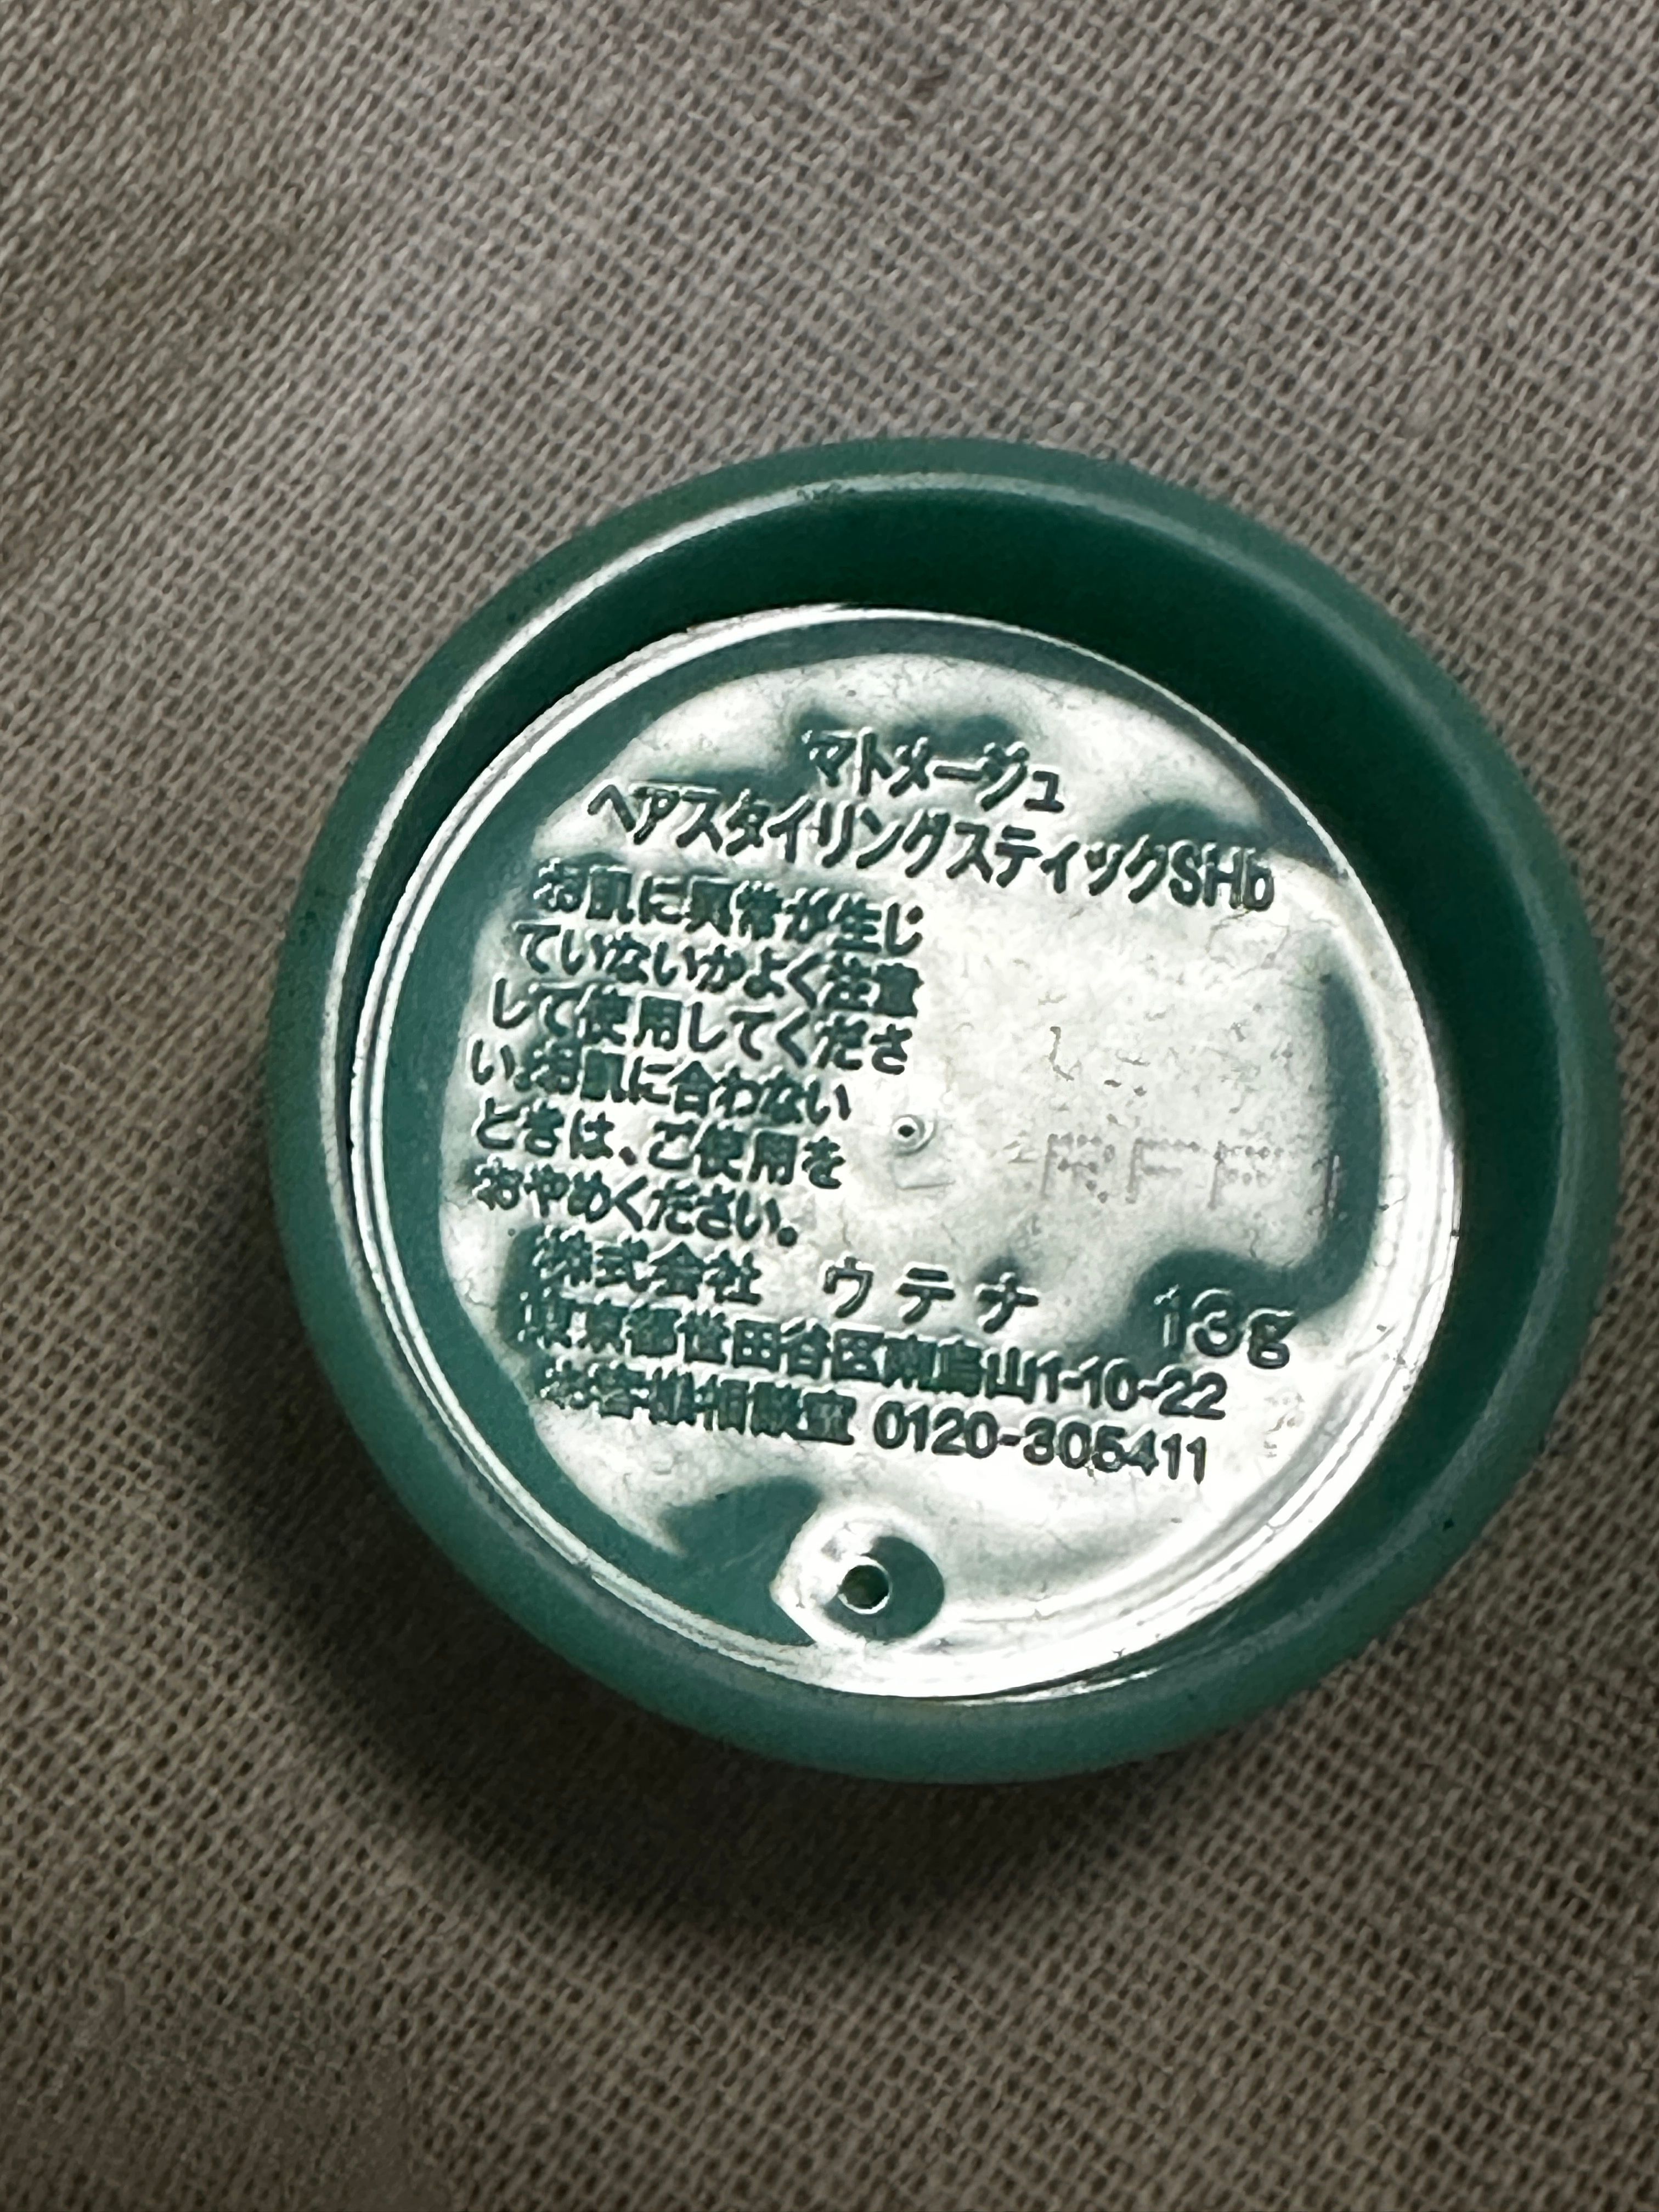 マトメージュ
ヘアスタイリングスティックSHb
お肌に異常が生じ
ていないかよく注意
して使用してくださ
い。お肌に合わない
ときは、ご使用を
おやめください。
株式会社 ウテナ 13g
東京都世田谷区南烏山1-10-22
お客様相談室 0120-305411